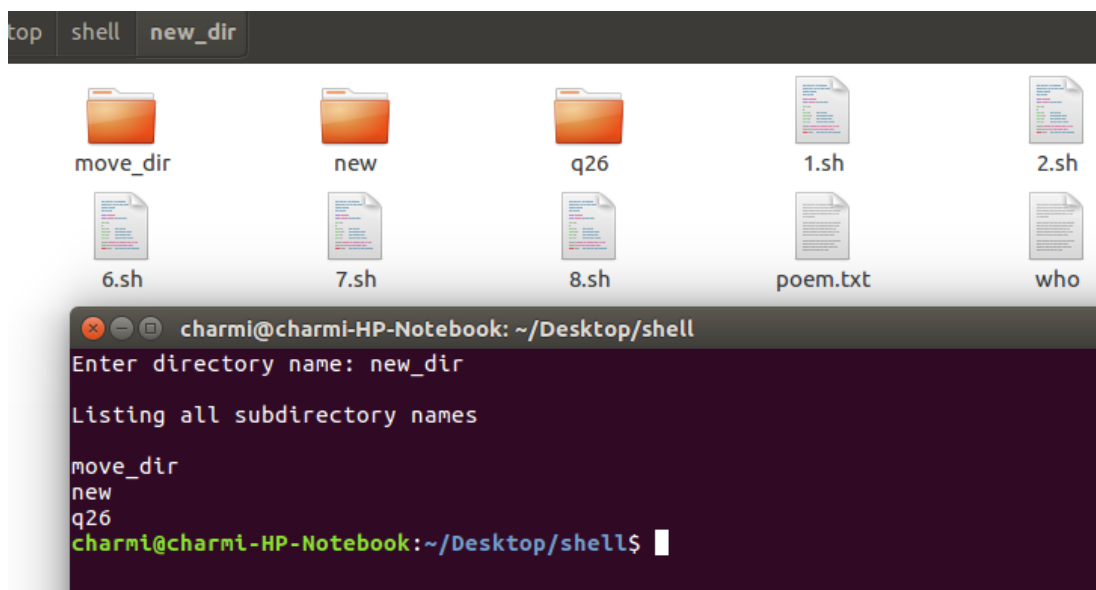 top shell new_dir
move_dir new q26 1.sh 2.sh
6.sh 7.sh 8.sh poem.txt who
charmi@charmi-HP-Notebook: ~/Desktop/shell
Enter directory name: new_dir
Listing all subdirectory names
move_dir
new
q26
charmi@charmi-HP-Notebook:~/Desktop/shell$